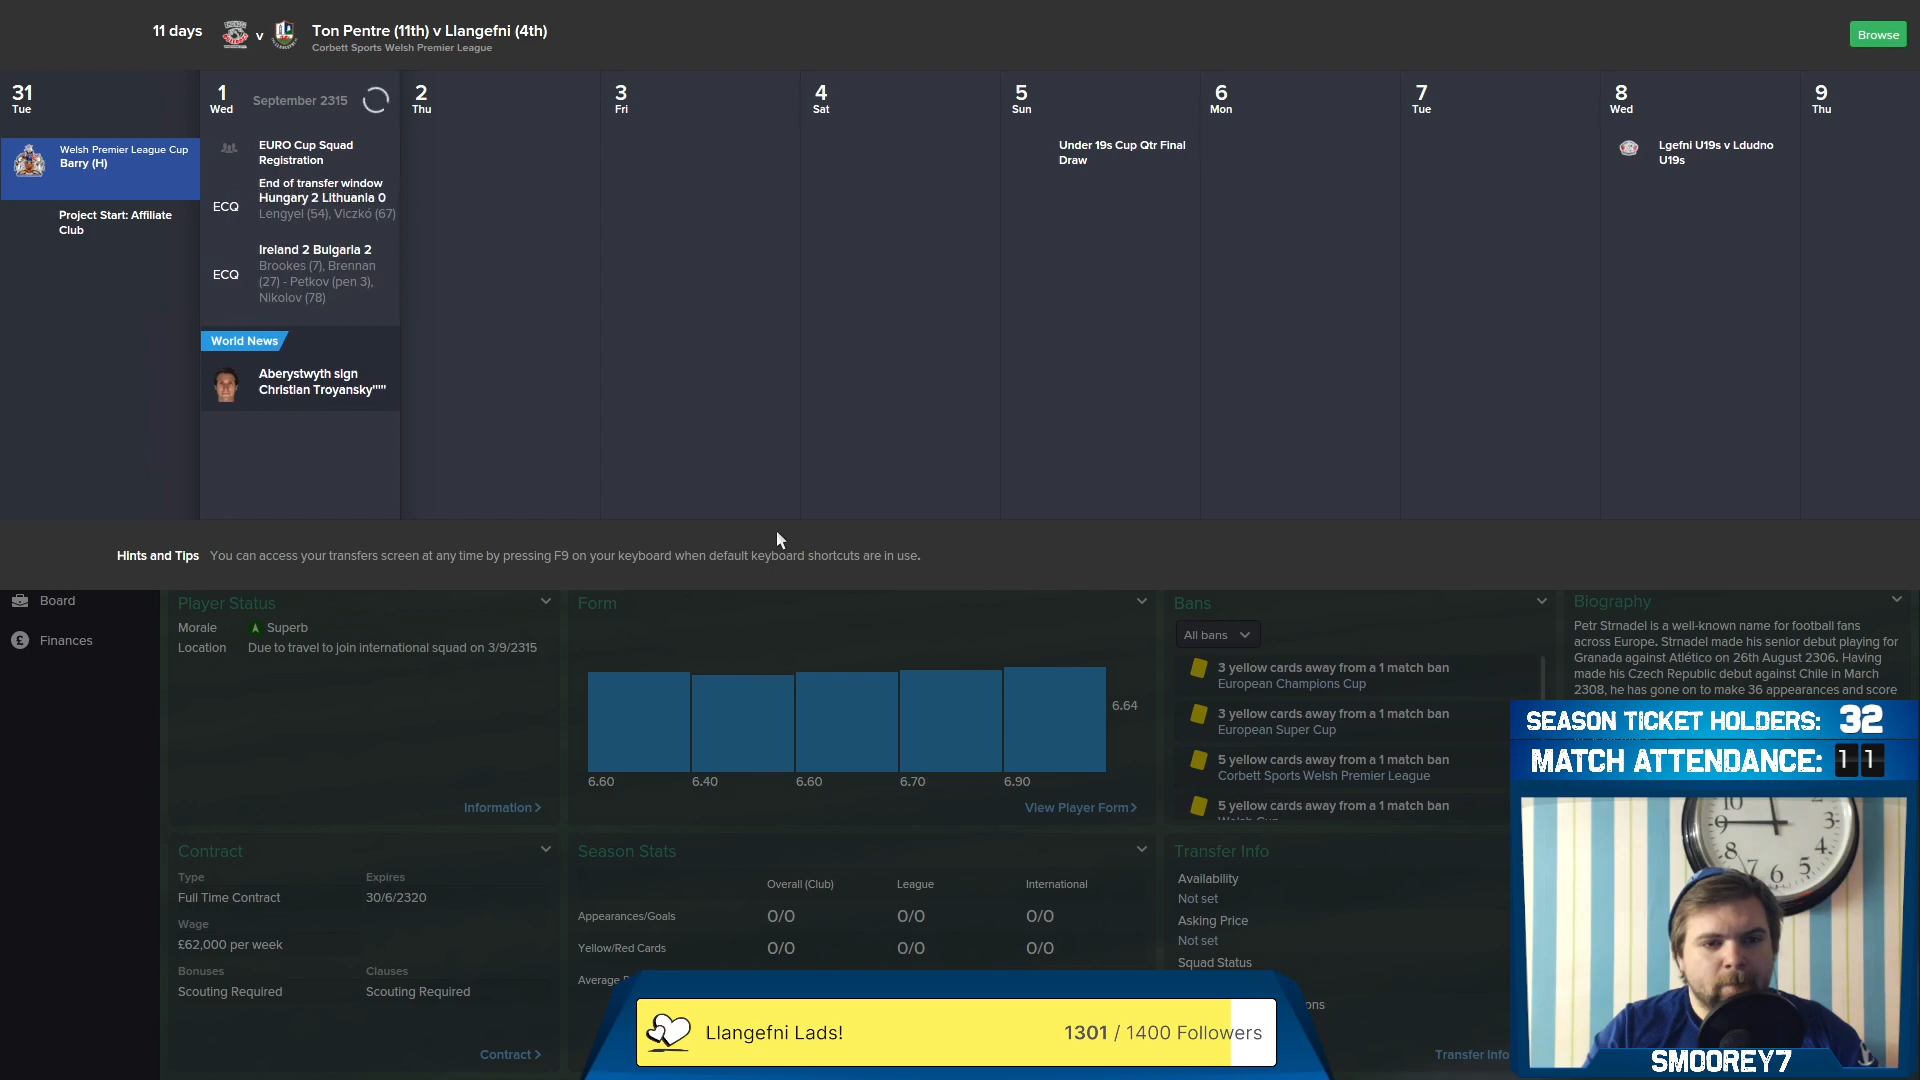 11 days
v
Ton Pentre (11th) v Llangefni (4th)
Corbett Sports Welsh Premier League
Browse
31
Tue
1
Wed
September 2315
2
Thu
3
Fri
4
Sat
5
Sun
6
Mon
7
Tue
8
Wed
9
Thu
Welsh Premier League Cup
Barry (H)
Project Start: Affiliate
Club
EURO Cup Squad
Registration
End of transfer window
ECQ
Hungary 2 Lithuania 0
Lengyel (54), Viczkó (67)
ECQ
Ireland 2 Bulgaria 2
Brookes (7), Brennan
(27) - Petkov (pen 3),
Nikolov (78)
World News
Aberystwyth sign
Christian Troyansky''''
Under 19s Cup Qtr Final
Draw
Lgefni U19s v Ldudno
U19s
Hints and Tips You can access your transfers screen at any time by pressing F9 on your keyboard when default keyboard shortcuts are in use.
Board
Finances
Player Status
Morale Superb
Location Due to travel to join international squad on 3/9/2315
Information
Form
6.64
6.60 6.40 6.60 6.70 6.90
View Player Form
Bans
All bans
3 yellow cards away from a 1 match ban
European Champions Cup
3 yellow cards away from a 1 match ban
European Super Cup
5 yellow cards away from a 1 match ban
Corbett Sports Welsh Premier League
5 yellow cards away from a 1 match ban
Biography
Petr Strnadel is a well-known name for football fans
across Europe. Strnadel made his senior debut playing for
Granada against Atlético on 26th August 2306. Having
made his Czech Republic debut against Chile in March
2308, he has gone on to make 36 appearances and score
Contract
Type Expires
Full Time Contract 30/6/2320
Wage
£62,000 per week
Bonuses Clauses
Scouting Required Scouting Required
Contract
Season Stats
Overall (Club) League International
Appearances/Goals 0/0 0/0 0/0
Yellow/Red Cards 0/0 0/0 0/0
Average
Transfer Info
Availability
Not set
Asking Price
Not set
Squad Status
ons
Transfer Info
SEASON TICKET HOLDERS: 32
MATCH ATTENDANCE: 11
10
9
8
7
6
5
4
3
SMOOREY7
Llangefni Lads!
1301 / 1400 Followers